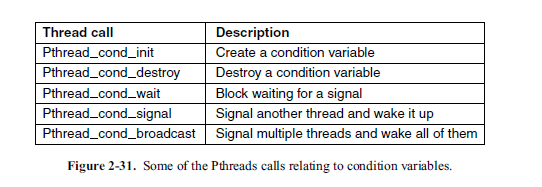 Thread call Description
Pthread_cond_init Create a condition variable
Pthread_cond_destroy Destroy a condition variable
Pthread_cond_wait Block waiting for a signal
Pthread_cond_signal Signal another thread and wake it up
Pthread_cond_broadcast Signal multiple threads and wake all of them
Figure 2-31. Some of the Pthreads calls relating to condition variables.